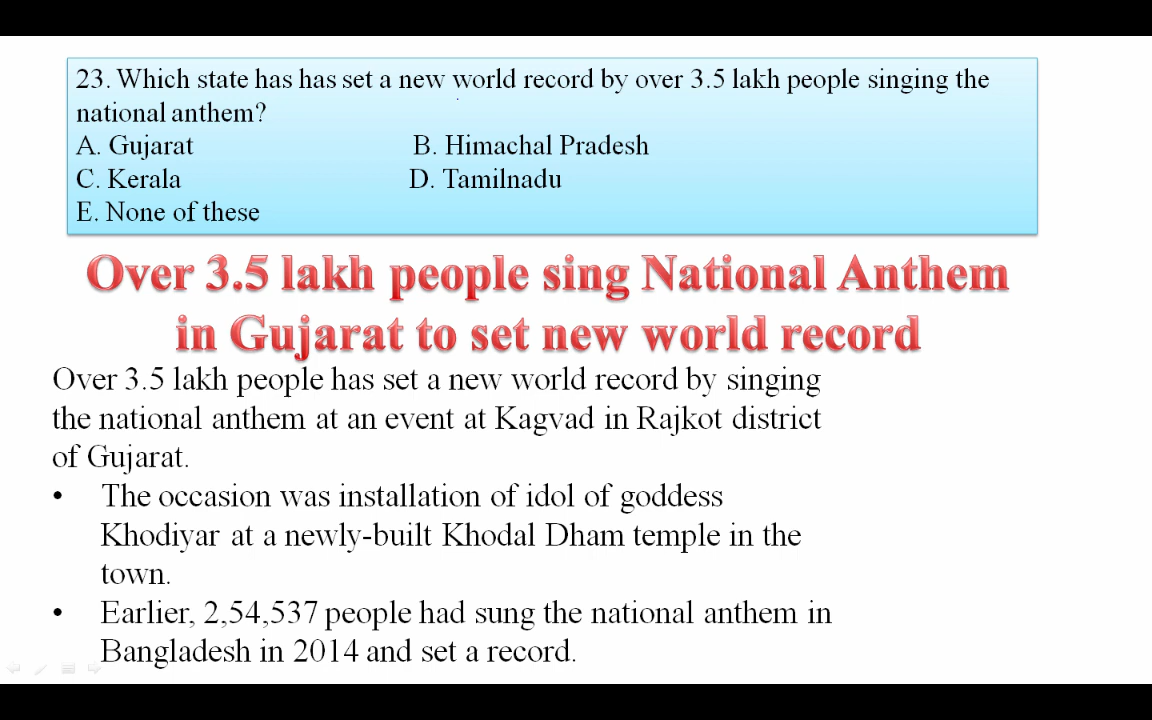 23. Which state has has set a new world record by over 3.5 lakh people singing the
national anthem?
A. Gujarat B. Himachal Pradesh
C. Kerala D. Tamilnadu
E. None of these
Over 3.5 lakh people sing National Anthem
in Gujarat to set new world record
Over 3.5 lakh people has set a new world record by singing
the national anthem at an event at Kagvad in Rajkot district
of Gujarat.
• The occasion was installation of idol of goddess
Khodiyar at a newly-built Khodal Dham temple in the
town.
• Earlier, 2,54,537 people had sung the national anthem in
Bangladesh in 2014 and set a record.